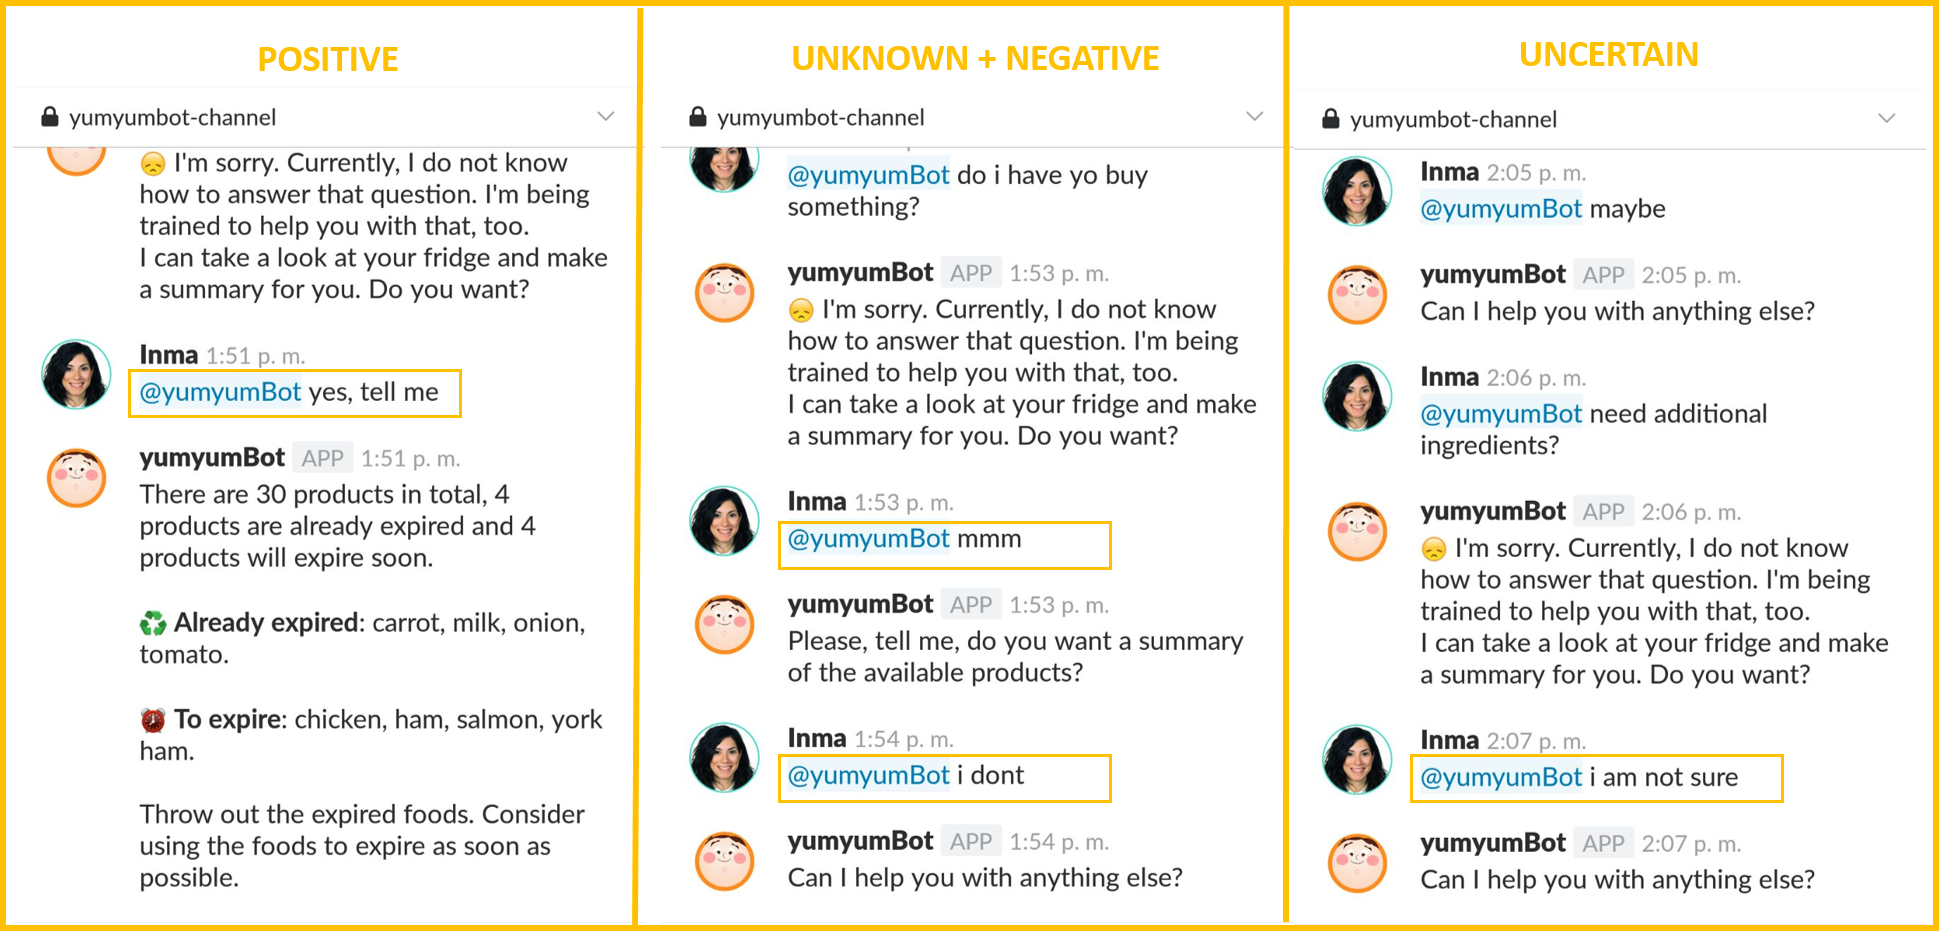 POSITIVE
yumyumbot-channel
I'm sorry. Currently, I do not know
how to answer that question. I'm being
trained to help you with that, too.
I can take a look at your fridge and make
a summary for you. Do you want?
Inma 1:51 p. m.
@yumyumBot yes, tell me
yumyumBot APP 1:51 p. m.
There are 30 products in total, 4
products are already expired and 4
products will expire soon.
Already expired: carrot, milk, onion,
tomato.
To expire: chicken, ham, salmon, york
ham.
Throw out the expired foods. Consider
using the foods to expire as soon as
possible.
UNKNOWN + NEGATIVE
yumyumbot-channel
@yumyumBot do i have yo buy
something?
yumyumBot APP 1:53 p. m.
I'm sorry. Currently, I do not know
how to answer that question. I'm being
trained to help you with that, too.
I can take a look at your fridge and make
a summary for you. Do you want?
Inma 1:53 p. m.
@yumyumBot mmm
yumyumBot APP 1:53 p. m.
Please, tell me, do you want a summary
of the available products?
Inma 1:54 p. m.
@yumyumBot i dont
yumyumBot APP 1:54 p. m.
Can I help you with anything else?
UNCERTAIN
yumyumbot-channel
Inma 2:05 p. m.
@yumyumBot maybe
yumyumBot APP 2:05 p. m.
Can I help you with anything else?
Inma 2:06 p. m.
@yumyumBot need additional
ingredients?
yumyumBot APP 2:06 p. m.
I'm sorry. Currently, I do not know
how to answer that question. I'm being
trained to help you with that, too.
I can take a look at your fridge and make
a summary for you. Do you want?
Inma 2:07 p. m.
@yumyumBot i am not sure
yumyumBot APP 2:07 p. m.
Can I help you with anything else?